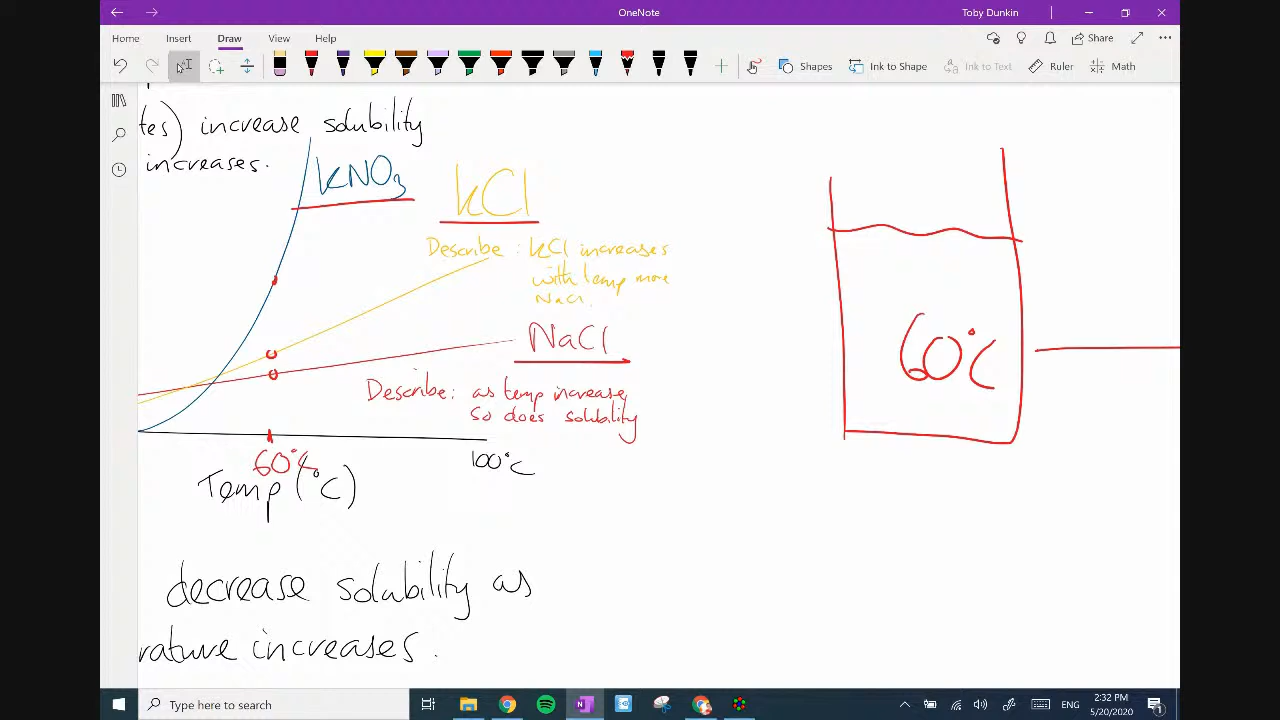 OneNote
Toby Dunkin
Home
Insert
Draw
View
Help
Share
Shapes
Ink to Shape
Ink to Text
Ruler
Math
tes) increase solubility
increases.
KNO3
KCl
Describe : KCl increases
with temp more
NaCl.
NaCl
Describe: as temp increase,
so does solubility
60°C
60°C
100°C
Temp (°C)
decrease solubility as
rature increases.
Type here to search
ENG
2:32 PM
5/20/2020
1